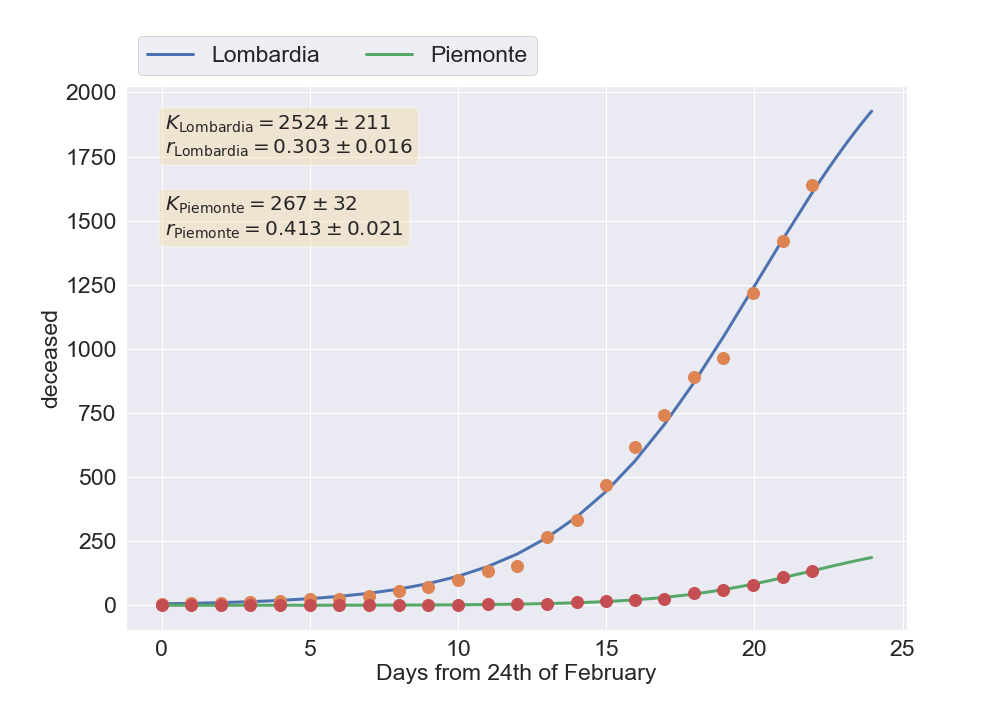 Lombardia Piemonte
2000
1750
1500
1250
1000
750
500
250
0
K_Lombardia = 2524 ± 211
r_Lombardia = 0.303 ± 0.016
K_Piemonte = 267 ± 32
r_Piemonte = 0.413 ± 0.021
deceased
0 5 10 15 20 25
Days from 24th of February